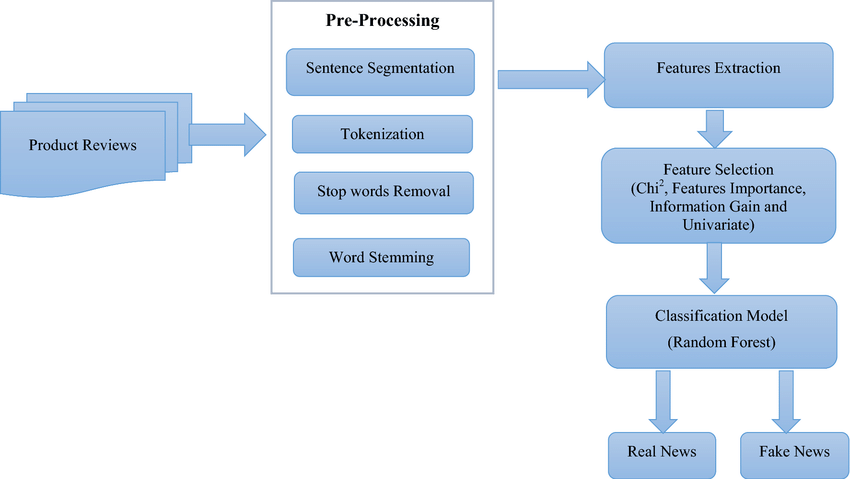 Product Reviews
Pre-Processing
Sentence Segmentation
Tokenization
Stop words Removal
Word Stemming
Features Extraction
Feature Selection
(Chi², Features Importance,
Information Gain and
Univariate)
Classification Model
(Random Forest)
Real News
Fake News